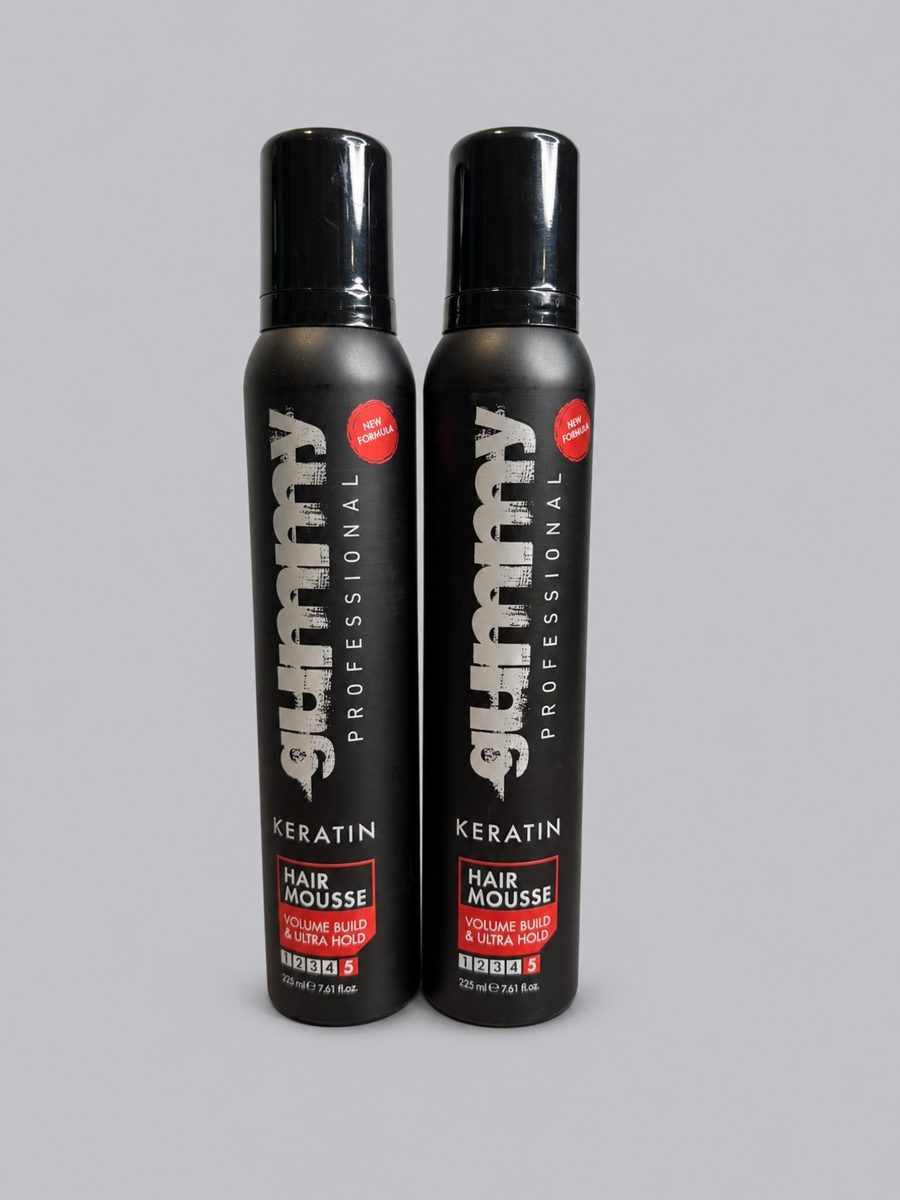 gummy
PROFESSIONAL
NEW
FORMULA
KERATIN
HAIR
MOUSSE
VOLUME BUILD
& ULTRA HOLD
1 2 3 4 5
225 ml ℮ 7.61 fl.oz.
gummy
PROFESSIONAL
NEW
FORMULA
KERATIN
HAIR
MOUSSE
VOLUME BUILD
& ULTRA HOLD
1 2 3 4 5
225 ml ℮ 7.61 fl.oz.